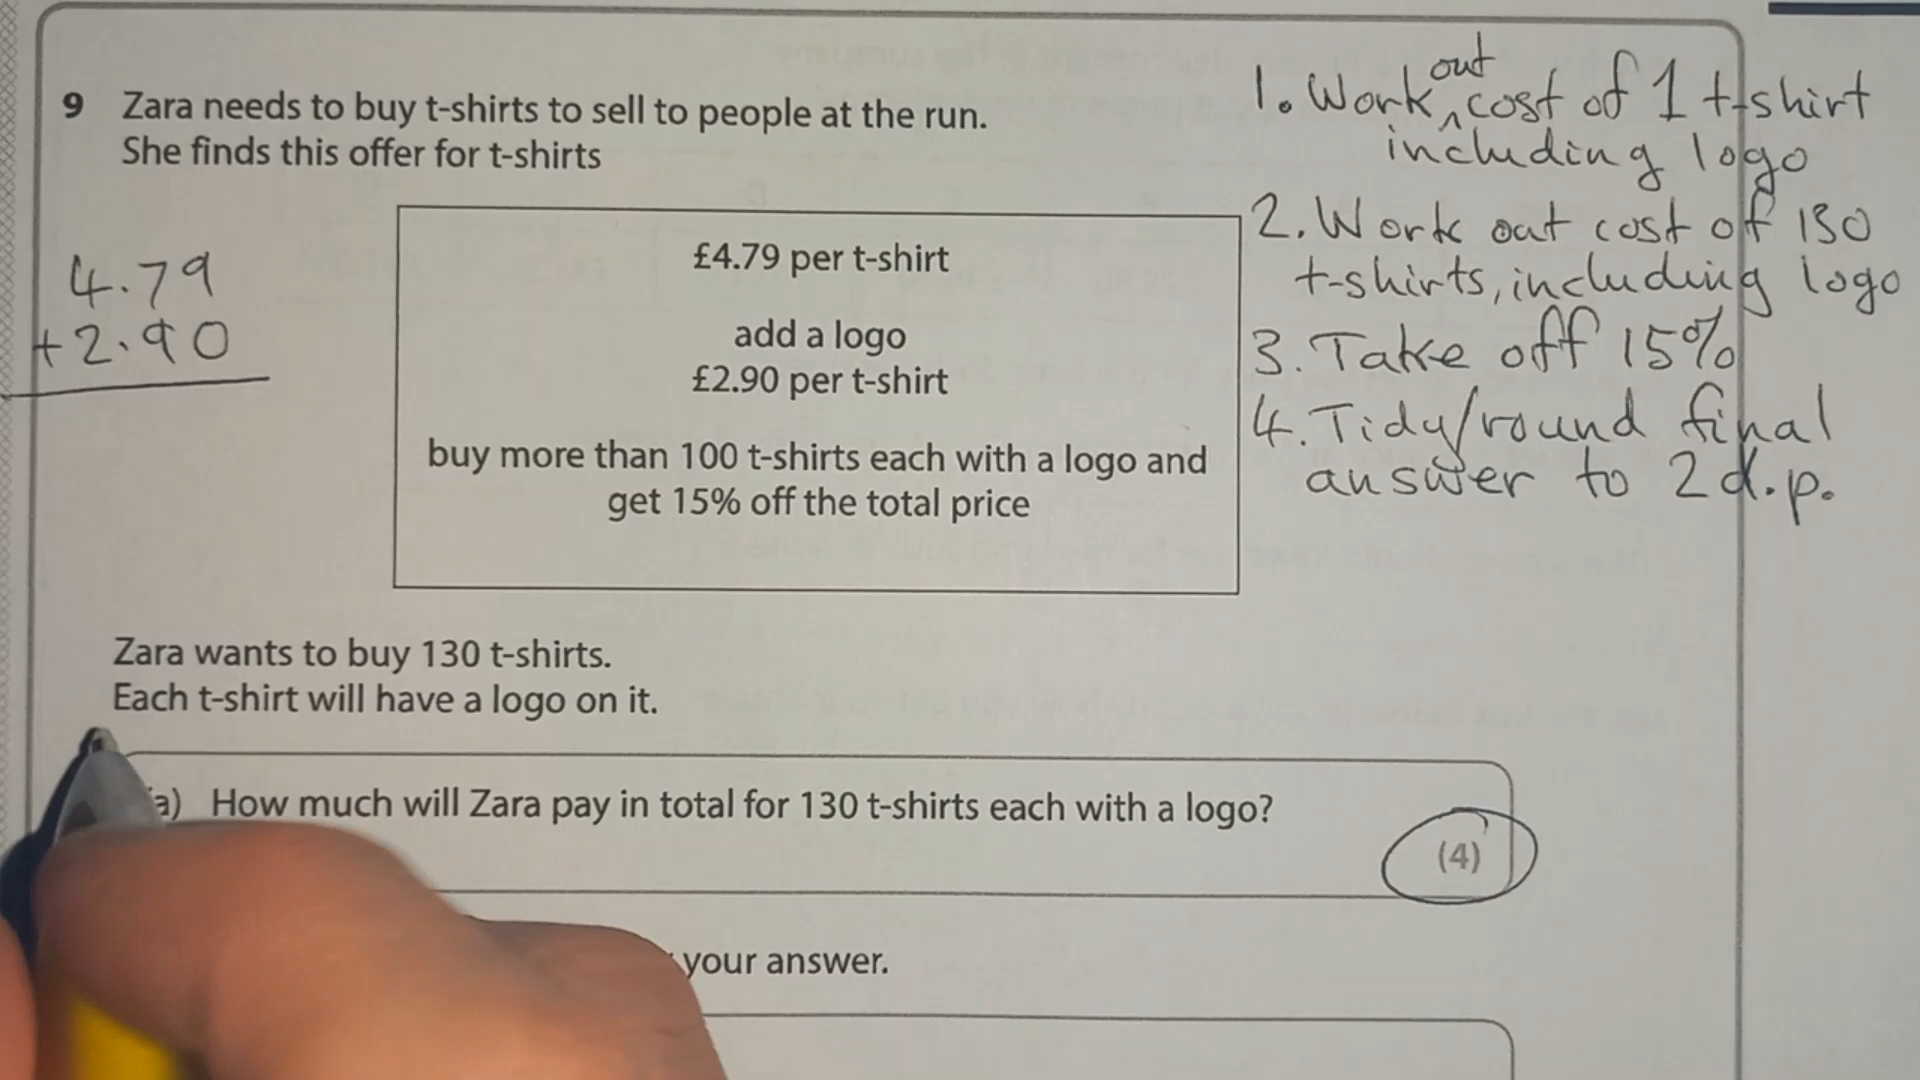 9 Zara needs to buy t-shirts to sell to people at the run.
She finds this offer for t-shirts
£4.79 per t-shirt
add a logo
£2.90 per t-shirt
buy more than 100 t-shirts each with a logo and
get 15% off the total price
4.79
+2.90
1. Work out cost of 1 t-shirt
including logo
2. Work out cost of 130
t-shirts, including logo
3. Take off 15%
4. Tidy/round final
answer to 2 d.p.
Zara wants to buy 130 t-shirts.
Each t-shirt will have a logo on it.
a) How much will Zara pay in total for 130 t-shirts each with a logo?
(4)
your answer.